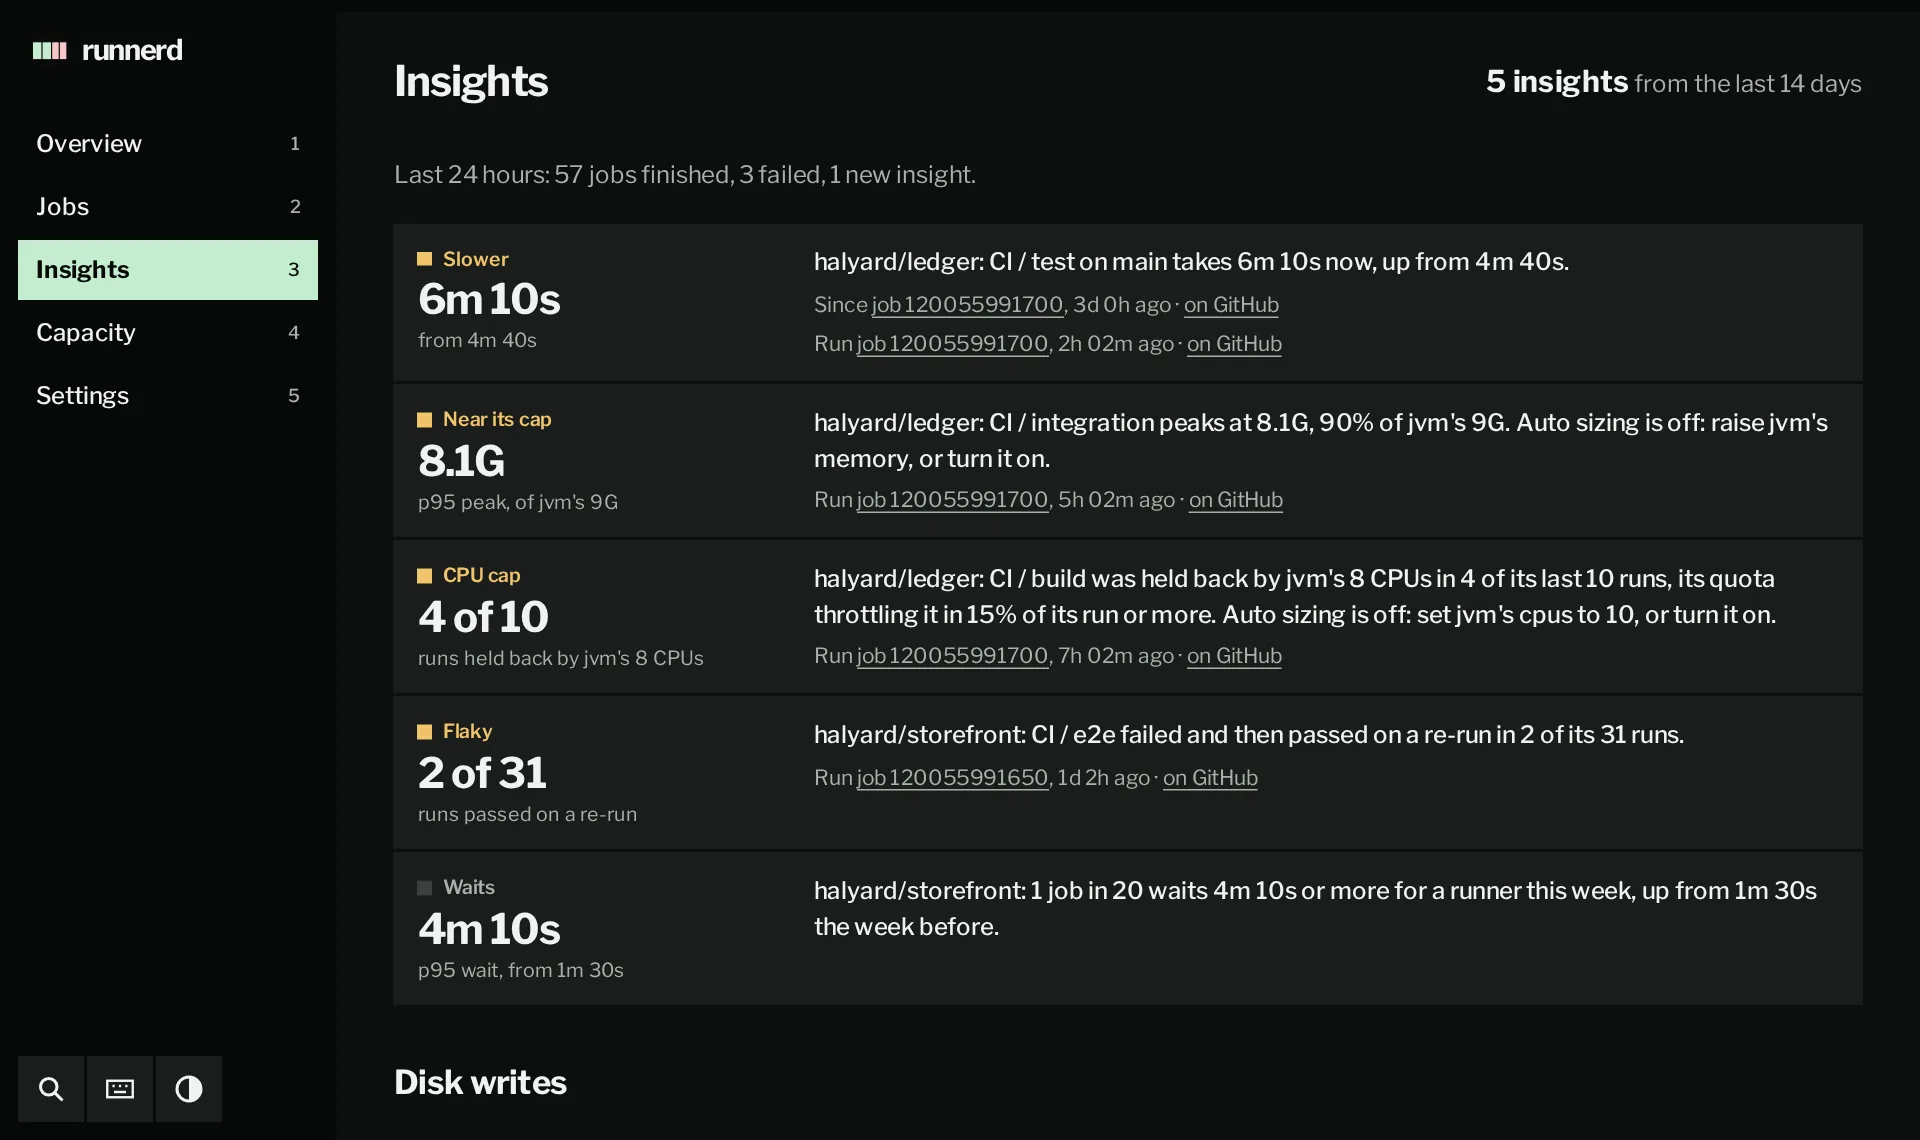 runnerd
Overview 1
Jobs 2
Insights 3
Capacity 4
Settings 5
Insights
5 insights from the last 14 days
Last 24 hours: 57 jobs finished, 3 failed, 1 new insight.
Slower
6m 10s
from 4m 40s
halyard/ledger: CI / test on main takes 6m 10s now, up from 4m 40s.
Since job 120055991700, 3d 0h ago · on GitHub
Run job 120055991700, 2h 02m ago · on GitHub
Near its cap
8.1G
p95 peak, of jvm's 9G
halyard/ledger: CI / integration peaks at 8.1G, 90% of jvm's 9G. Auto sizing is off: raise jvm's
memory, or turn it on.
Run job 120055991700, 5h 02m ago · on GitHub
CPU cap
4 of 10
runs held back by jvm's 8 CPUs
halyard/ledger: CI / build was held back by jvm's 8 CPUs in 4 of its last 10 runs, its quota
throttling it in 15% of its run or more. Auto sizing is off: set jvm's cpus to 10, or turn it on.
Run job 120055991700, 7h 02m ago · on GitHub
Flaky
2 of 31
runs passed on a re-run
halyard/storefront: CI / e2e failed and then passed on a re-run in 2 of its 31 runs.
Run job 120055991650, 1d 2h ago · on GitHub
Waits
4m 10s
p95 wait, from 1m 30s
halyard/storefront: 1 job in 20 waits 4m 10s or more for a runner this week, up from 1m 30s
the week before.
Disk writes